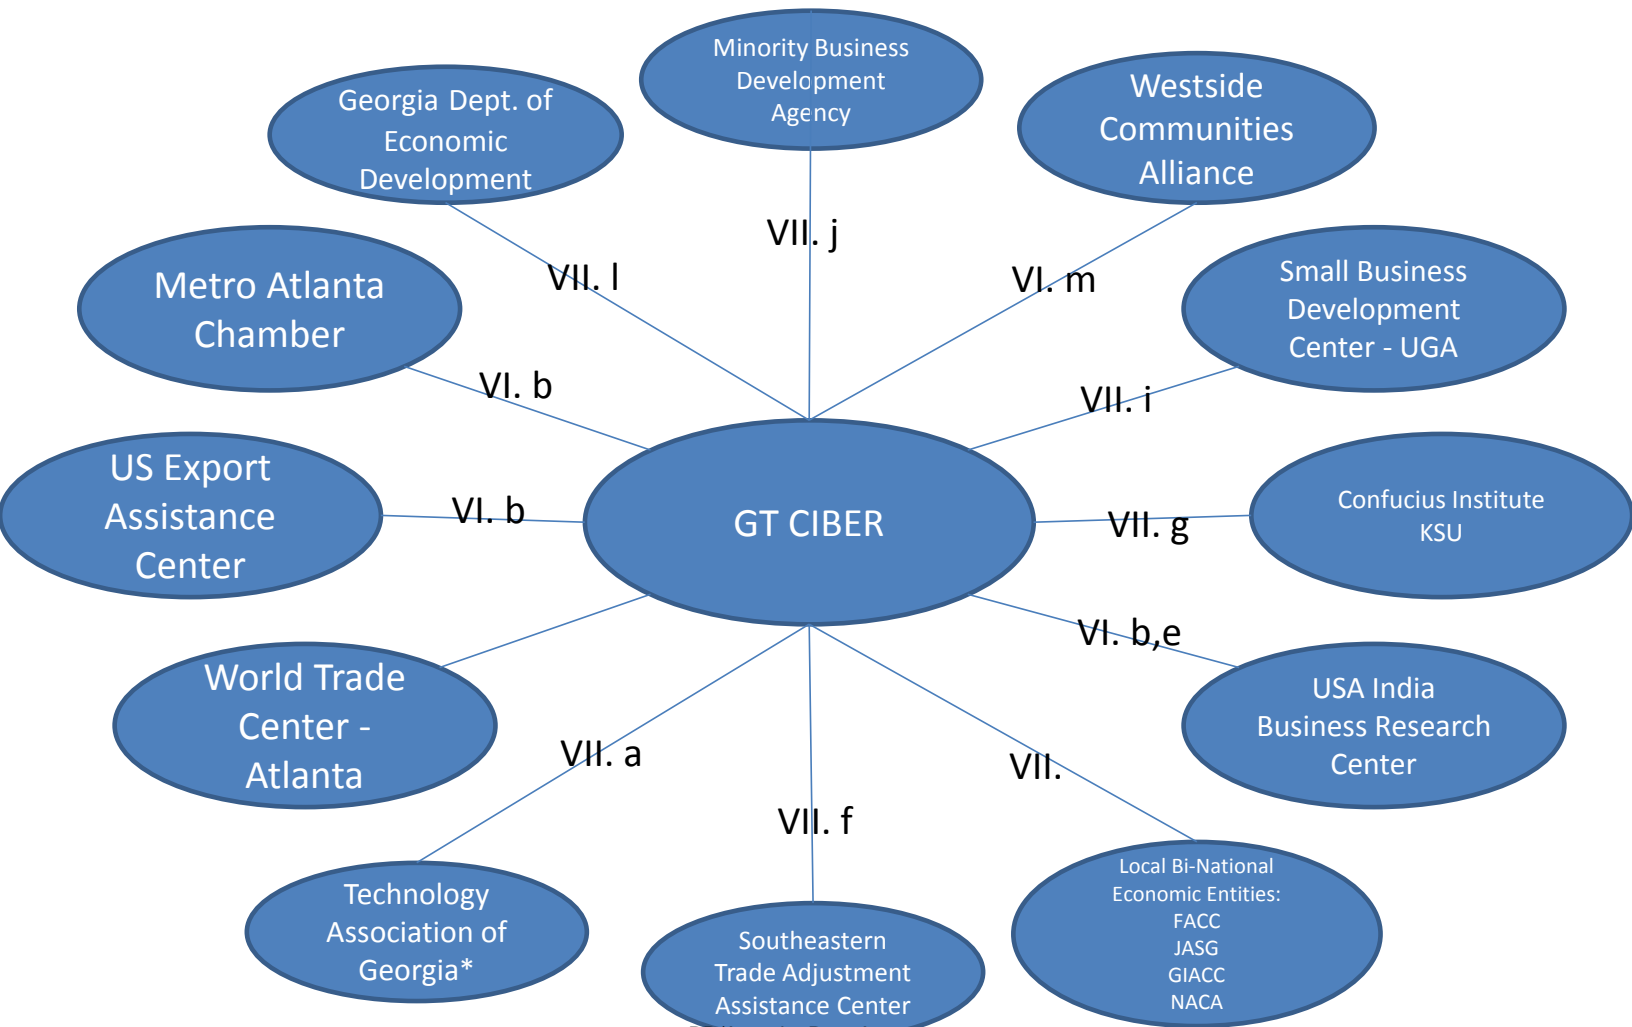 Minority Business
Development
Agency
Georgia Dept. of
Economic
Development
Westside
Communities
Alliance
VII. j
VII. l
VI. m
Metro Atlanta
Chamber
Small Business
Development
Center - UGA
VI. b
VII. i
US Export
Assistance
Center
VI. b
GT CIBER
VII. g
Confucius Institute
KSU
VI. b,e
World Trade
Center -
Atlanta
USA India
Business Research
Center
VII. a
VII.
VII. f
Technology
Association of
Georgia*
Southeastern
Trade Adjustment
Assistance Center
Local Bi-National
Economic Entities:
FACC
JASG
GIACC
NACA